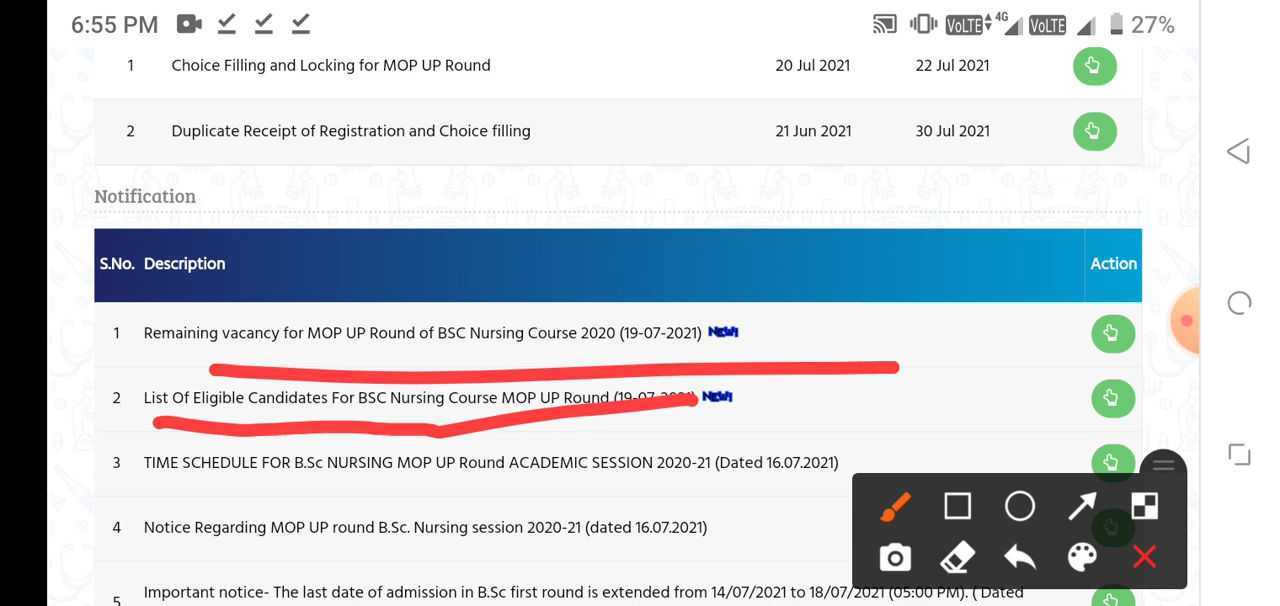 6:55 PM VoLTE 4G VoLTE 27%
1 Choice Filling and Locking for MOP UP Round 20 Jul 2021 22 Jul 2021
2 Duplicate Receipt of Registration and Choice filling 21 Jun 2021 30 Jul 2021
Notification
S.No. Description Action
1 Remaining vacancy for MOP UP Round of BSC Nursing Course 2020 (19-07-2021) NEW!
2 List Of Eligible Candidates For BSC Nursing Course MOP UP Round (19-07-2021) NEW!
3 TIME SCHEDULE FOR B.Sc NURSING MOP UP Round ACADEMIC SESSION 2020-21 (Dated 16.07.2021)
4 Notice Regarding MOP UP round B.Sc. Nursing session 2020-21 (dated 16.07.2021)
5 Important notice- The last date of admission in B.Sc first round is extended from 14/07/2021 to 18/07/2021 (05:00 PM). ( Dated